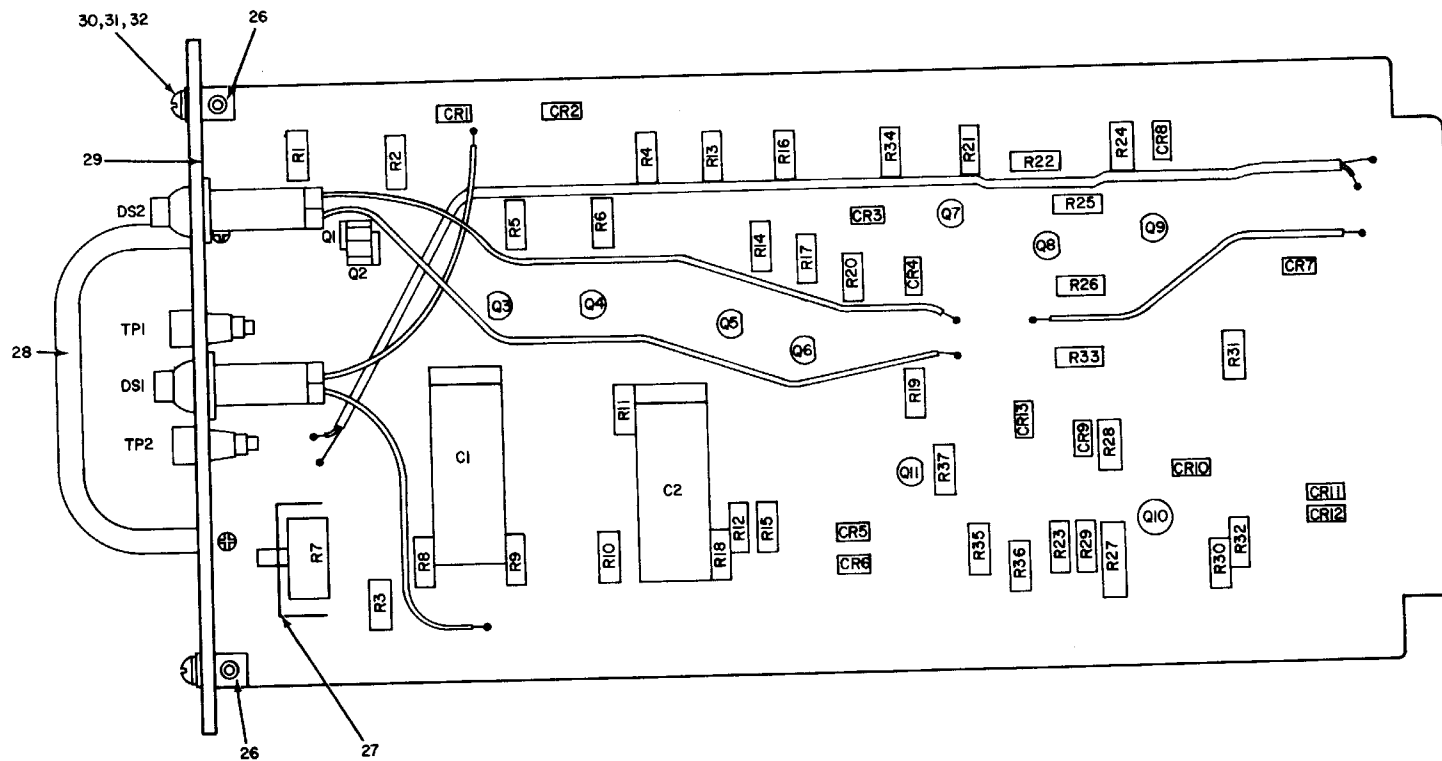 30,31,32
26
CR1
CR2
R1
R2
R4
R13
R16
R34
R21
R22
R24
CR8
29
DS2
Q1
Q2
R5
R6
R14
R17
R20
CR3
CR4
Q7
R25
Q8
Q9
R26
CR7
Q3
Q4
Q5
Q6
TP1
28
DS1
TP2
R33
R31
R19
R11
C1
C2
CR13
CR9
R28
Q11
R37
CR10
CR11
CR12
R7
R8
R9
R10
R12
R15
R18
CR5
CR6
R35
R36
R23
R29
R27
Q10
R30
R32
R3
26
27